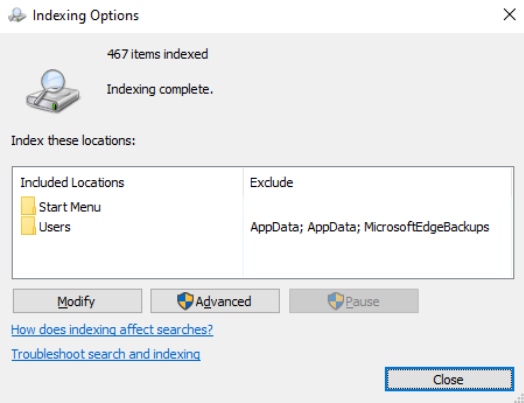 Indexing Options
467 items indexed
Indexing complete.
Index these locations:
Included Locations Exclude
Start Menu
Users AppData; AppData; MicrosoftEdgeBackups
Modify Advanced Pause
How does indexing affect searches?
Troubleshoot search and indexing
Close